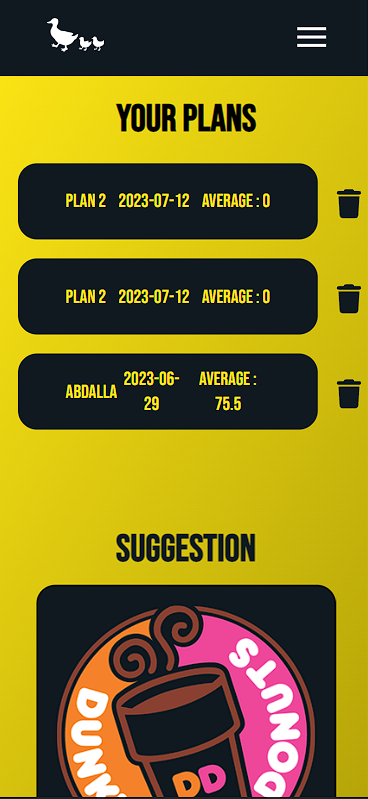 YOUR PLANS
PLAN 2 2023-07-12 AVERAGE : 0
PLAN 2 2023-07-12 AVERAGE : 0
ABDALLA 2023-06-29 AVERAGE : 75.5
SUGGESTION
DUN
DONUTS
DD